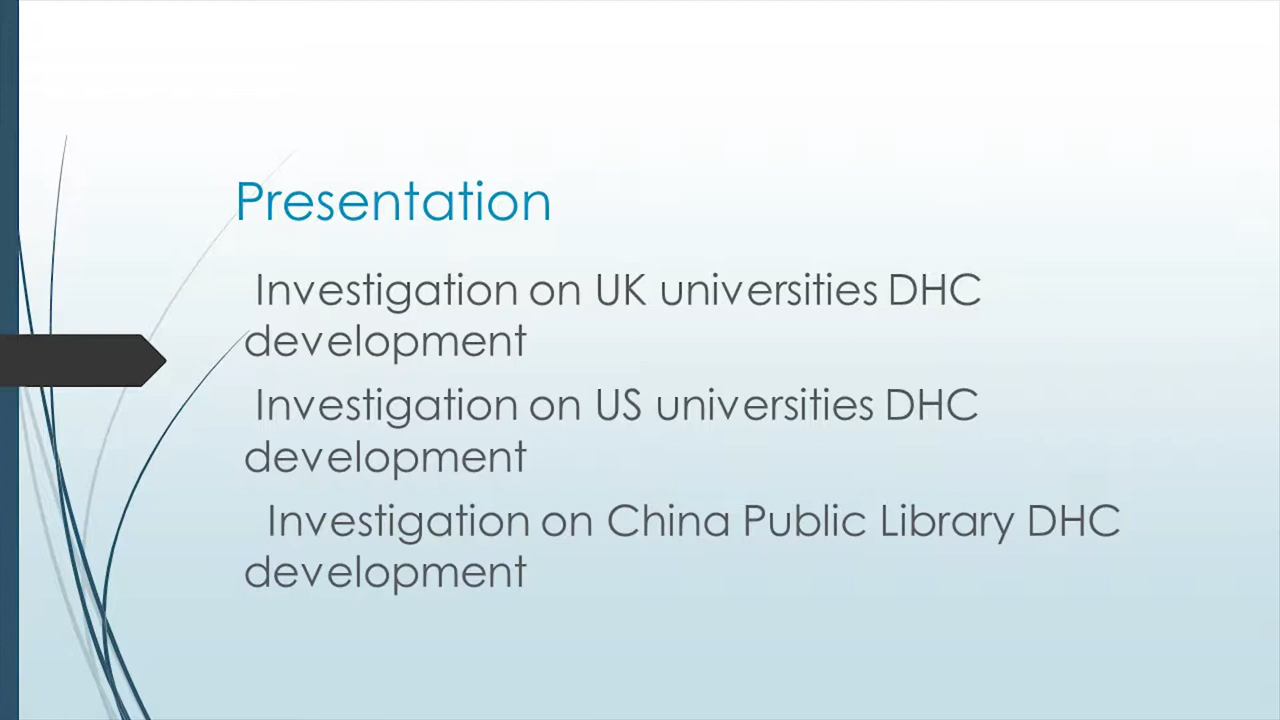 Presentation
Investigation on UK universities DHC
development
Investigation on US universities DHC
development
Investigation on China Public Library DHC
development